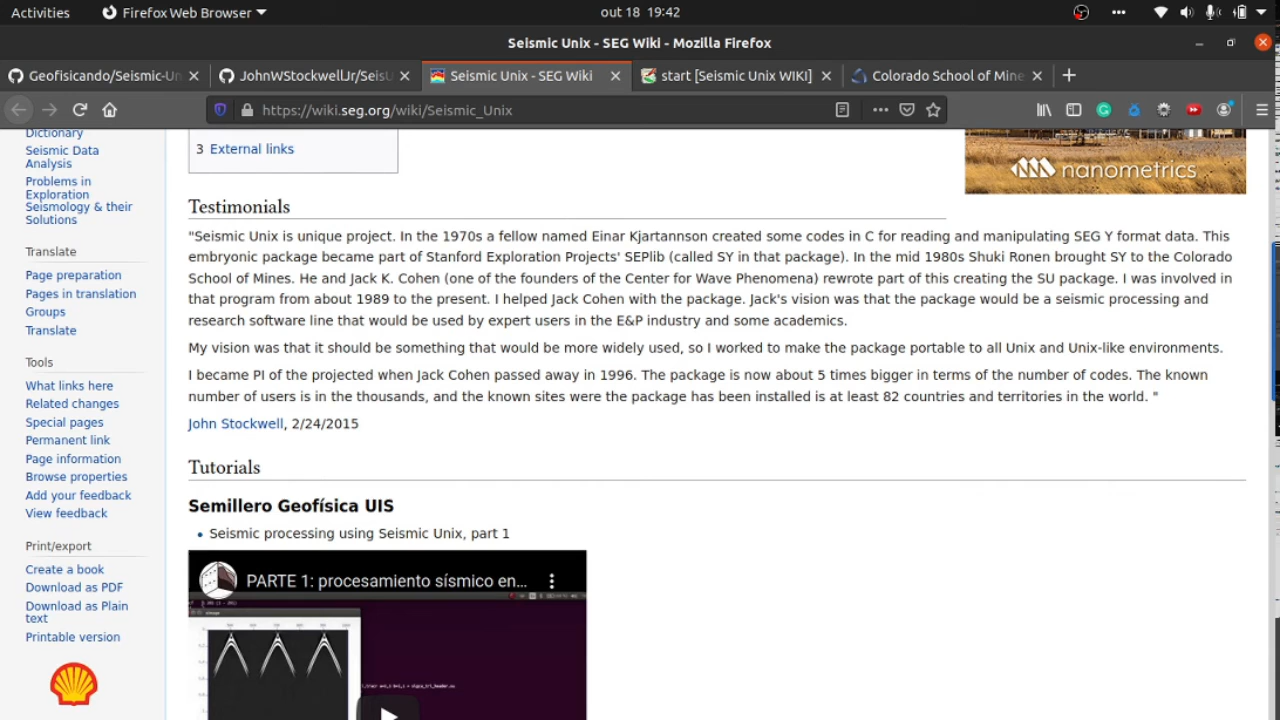 Activities
Firefox Web Browser
out 18 19:42
Seismic Unix - SEG Wiki - Mozilla Firefox
Geofisicando/Seismic-Un
JohnWStockwellJr/SeisU
Seismic Unix - SEG Wiki
start [Seismic Unix WIKI]
Colorado School of Mine
https://wiki.seg.org/wiki/Seismic_Unix
Dictionary
Seismic Data
Analysis
Problems in
Exploration
Seismology & their
Solutions
Translate
Page preparation
Pages in translation
Groups
Translate
Tools
What links here
Related changes
Special pages
Permanent link
Page information
Browse properties
Add your feedback
View feedback
Print/export
Create a book
Download as PDF
Download as Plain
text
Printable version
3 External links
nanometrics
Testimonials
"Seismic Unix is unique project. In the 1970s a fellow named Einar Kjartannson created some codes in C for reading and manipulating SEG Y format data. This
embryonic package became part of Stanford Exploration Projects' SEPlib (called SY in that package). In the mid 1980s Shuki Ronen brought SY to the Colorado
School of Mines. He and Jack K. Cohen (one of the founders of the Center for Wave Phenomena) rewrote part of this creating the SU package. I was involved in
that program from about 1989 to the present. I helped Jack Cohen with the package. Jack's vision was that the package would be a seismic processing and
research software line that would be used by expert users in the E&P industry and some academics.
My vision was that it should be something that would be more widely used, so I worked to make the package portable to all Unix and Unix-like environments.
I became PI of the projected when Jack Cohen passed away in 1996. The package is now about 5 times bigger in terms of the number of codes. The known
number of users is in the thousands, and the known sites were the package has been installed is at least 82 countries and territories in the world. "
John Stockwell, 2/24/2015
Tutorials
Semillero Geofísica UIS
• Seismic processing using Seismic Unix, part 1
PARTE 1: procesamiento sísmico en...